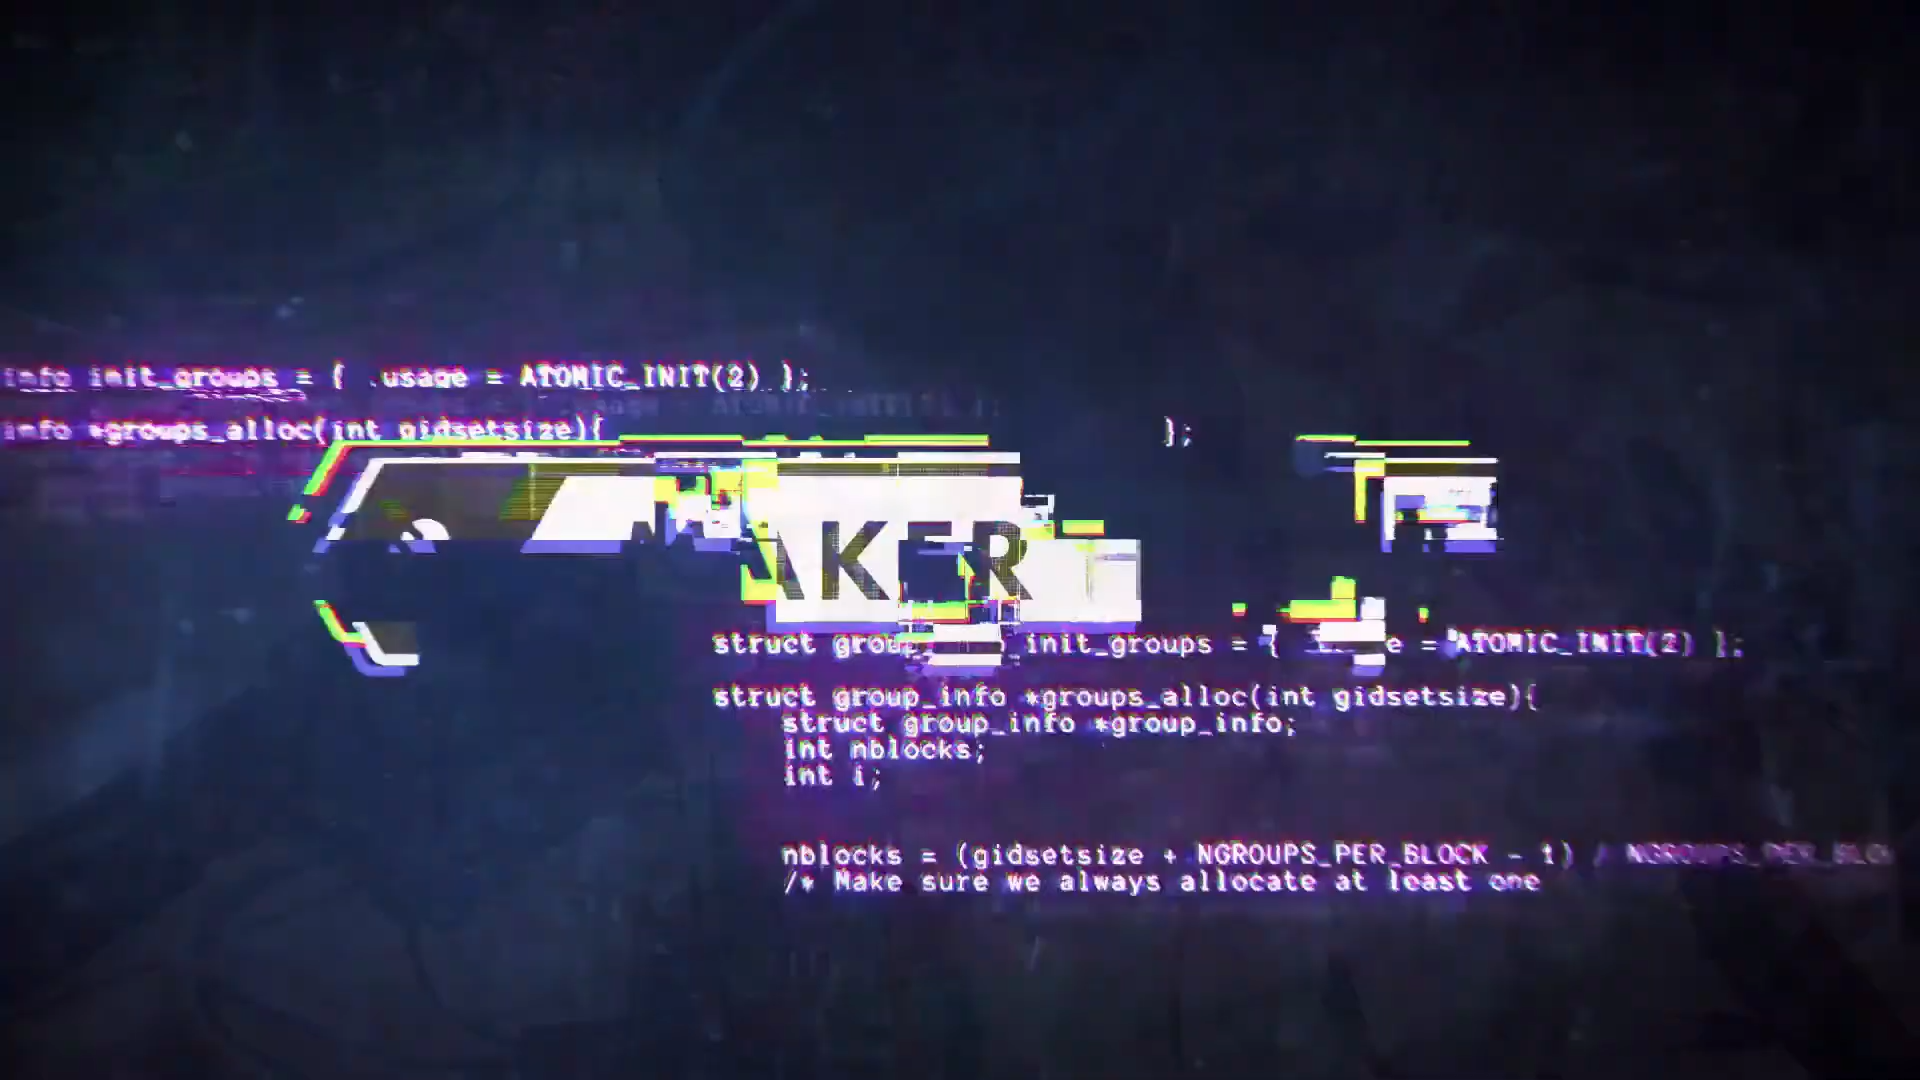 info init_groups = { .usage = ATOMIC_INIT(2) };
info *groups_alloc(int gidsetsize){
};
AKER
struct grou init_groups = { e = ATOMIC_INIT(2) };
struct group_info *groups_alloc(int gidsetsize){
struct group_info *group_info;
int nblocks;
int i;
nblocks = (gidsetsize + NGROUPS_PER_BLOCK - 1) / NGROUPS_PER_BLOC
/* Make sure we always allocate at least one